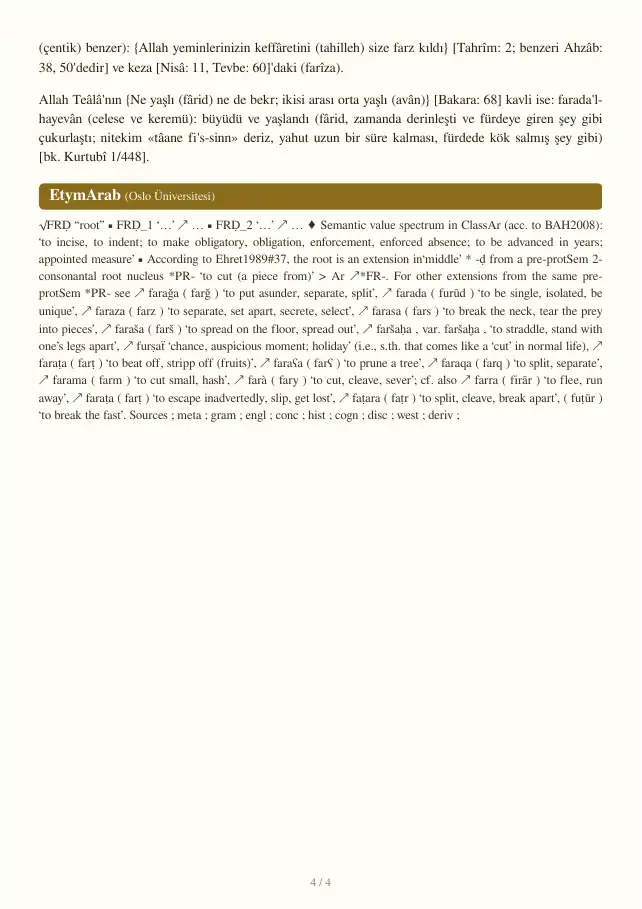 (çentik) benzer): {Allah yeminlerinizin keffâretini (tahilleh) size farz kıldı} [Tahrîm: 2; benzeri Ahzâb:
38, 50'dedir] ve keza [Nisâ: 11, Tevbe: 60]'daki (farîza).
Allah Teâlâ'nın {Ne yaşlı (fârid) ne de bekr; ikisi arası orta yaşlı (avân)} [Bakara: 68] kavli ise: farada'l-
hayevân (celese ve keremü): büyüdü ve yaşlandı (fârid, zamanda derinleşti ve fürdeye giren şey gibi
çukurlaştı; nitekim «tâane fi's-sinn» deriz, yahut uzun bir süre kalması, fürdede kök salmış şey gibi)
[bk. Kurtubî 1/448].
EtymArab (Oslo Üniversitesi)
√FRḌ “root” ▪ FRḌ_1 ‘…’ ↗ … ▪ FRḌ_2 ‘…’ ↗ … ♦ Semantic value spectrum in ClassAr (acc. to BAH2008):
‘to incise, to indent; to make obligatory, obligation, enforcement, enforced absence; to be advanced in years;
appointed measure’ ▪ According to Ehret1989#37, the root is an extension in‘middle’ * -ḍ from a pre-protSem 2-
consonantal root nucleus *PR- ‘to cut (a piece from)’ > Ar ↗*FR-. For other extensions from the same pre-
protSem *PR- see ↗ faraǧa ( farǧ ) ‘to put asunder, separate, split’, ↗ farada ( furūd ) ‘to be single, isolated, be
unique’, ↗ faraza ( farz ) ‘to separate, set apart, secrete, select’, ↗ farasa ( fars ) ‘to break the neck, tear the prey
into pieces’, ↗ faraša ( farš ) ‘to spread on the floor, spread out’, ↗ faršaḥa , var. faršaḫa , ‘to straddle, stand with
one’s legs apart’, ↗ furṣaẗ ‘chance, auspicious moment; holiday’ (i.e., s.th. that comes like a ‘cut’ in normal life), ↗
faraṭa ( farṭ ) ‘to beat off, stripp off (fruits)’, ↗ faraʕa ( farʕ ) ‘to prune a tree’, ↗ faraqa ( farq ) ‘to split, separate’,
↗ farama ( farm ) ‘to cut small, hash’, ↗ farà ( fary ) ‘to cut, cleave, sever’; cf. also ↗ farra ( firār ) ‘to flee, run
away’, ↗ faraṭa ( farṭ ) ‘to escape inadvertedly, slip, get lost’, ↗ faṭara ( faṭr ) ‘to split, cleave, break apart’, ( fuṭūr )
‘to break the fast’. Sources ; meta ; gram ; engl ; conc ; hist ; cogn ; disc ; west ; deriv ;
4 / 4